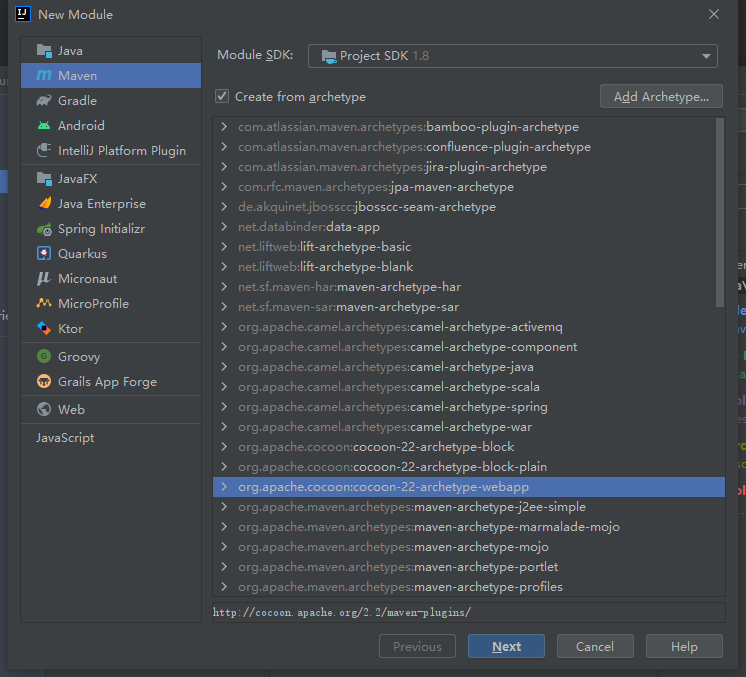 New Module
Java
Maven
Gradle
Android
IntelliJ Platform Plugin
JavaFX
Java Enterprise
Spring Initializr
Quarkus
Micronaut
MicroProfile
Ktor
Groovy
Grails App Forge
Web
JavaScript
Module SDK: Project SDK 1.8
Create from archetype
Add Archetype...
com.atlassian.maven.archetypes:bamboo-plugin-archetype
com.atlassian.maven.archetypes:confluence-plugin-archetype
com.atlassian.maven.archetypes:jira-plugin-archetype
com.rfc.maven.archetypes:jpa-maven-archetype
de.akquinet.jbosscc:jbosscc-seam-archetype
net.databinder:data-app
net.liftweb:lift-archetype-basic
net.liftweb:lift-archetype-blank
net.sf.maven-har:maven-archetype-har
net.sf.maven-sar:maven-archetype-sar
org.apache.camel.archetypes:camel-archetype-activemq
org.apache.camel.archetypes:camel-archetype-component
org.apache.camel.archetypes:camel-archetype-java
org.apache.camel.archetypes:camel-archetype-scala
org.apache.camel.archetypes:camel-archetype-spring
org.apache.camel.archetypes:camel-archetype-war
org.apache.cocoon:cocoon-22-archetype-block
org.apache.cocoon:cocoon-22-archetype-block-plain
org.apache.cocoon:cocoon-22-archetype-webapp
org.apache.maven.archetypes:maven-archetype-j2ee-simple
org.apache.maven.archetypes:maven-archetype-marmalade-mojo
org.apache.maven.archetypes:maven-archetype-mojo
org.apache.maven.archetypes:maven-archetype-portlet
org.apache.maven.archetypes:maven-archetype-profiles
http://cocoon.apache.org/2.2/maven-plugins/
Previous
Next
Cancel
Help